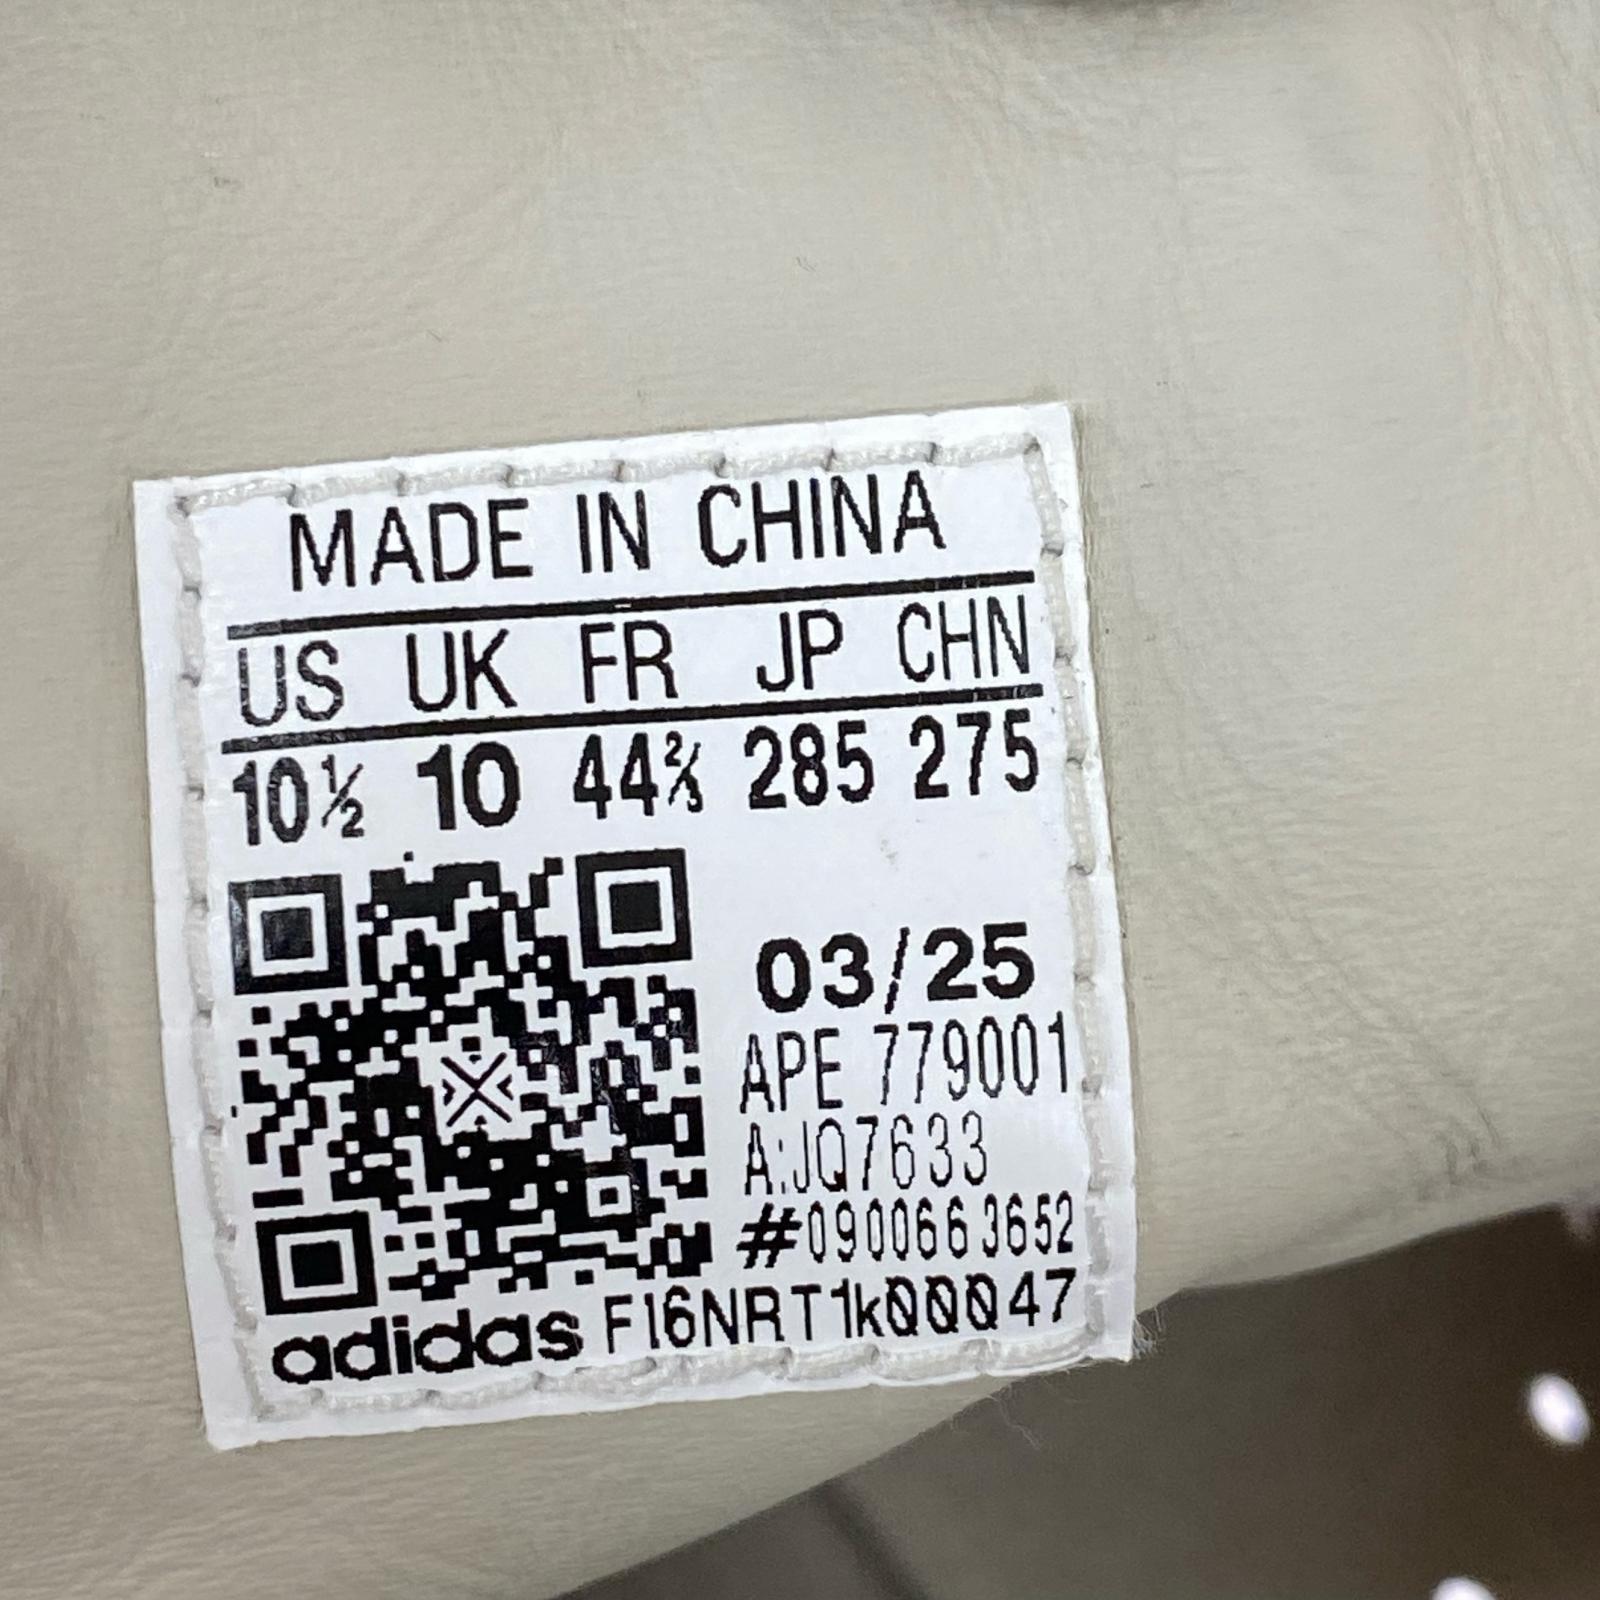 MADE IN CHINA
US UK FR JP CHN
10½ 10 44⅔ 285 275
03/25
APE 779001
A:JQ7633
#0900663652
adidas F16NRT1k00047